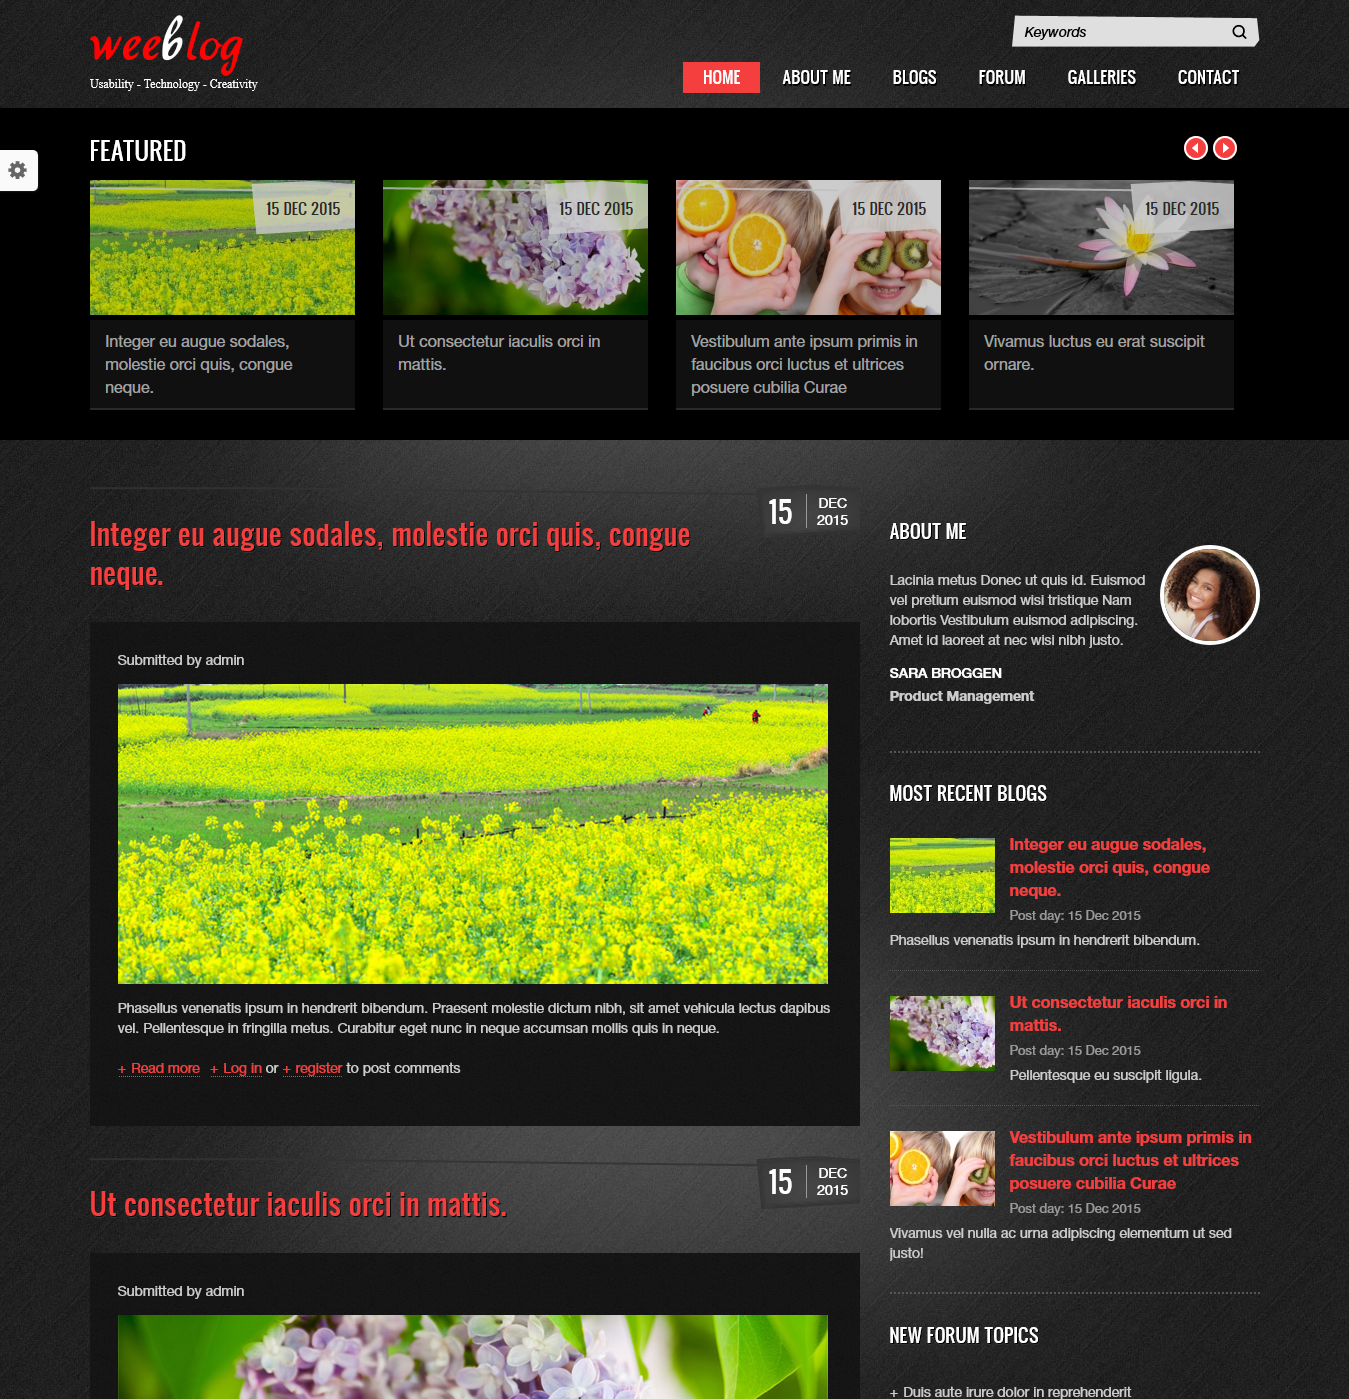 weeblog
Usability - Technology - Creativity
Keywords
HOME ABOUT ME BLOGS FORUM GALLERIES CONTACT
FEATURED
15 DEC 2015
Integer eu augue sodales,
molestie orci quis, congue
neque.
15 DEC 2015
Ut consectetur iaculis orci in
mattis.
15 DEC 2015
Vestibulum ante ipsum primis in
faucibus orci luctus et ultrices
posuere cubilia Curae
15 DEC 2015
Vivamus luctus eu erat suscipit
ornare.
15 DEC
2015
Integer eu augue sodales, molestie orci quis, congue
neque.
Submitted by admin
Phasellus venenatis ipsum in hendrerit bibendum. Praesent molestie dictum nibh, sit amet vehicula lectus dapibus
vel. Pellentesque in fringilla metus. Curabitur eget nunc in neque accumsan mollis quis in neque.
+ Read more + Log in or + register to post comments
15 DEC
2015
Ut consectetur iaculis orci in mattis.
Submitted by admin
ABOUT ME
Lacinia metus Donec ut quis id. Euismod
vel pretium euismod wisi tristique Nam
lobortis Vestibulum euismod adipiscing.
Amet id laoreet at nec wisi nibh justo.
SARA BROGGEN
Product Management
MOST RECENT BLOGS
Integer eu augue sodales,
molestie orci quis, congue
neque.
Post day: 15 Dec 2015
Phasellus venenatis ipsum in hendrerit bibendum.
Ut consectetur iaculis orci in
mattis.
Post day: 15 Dec 2015
Pellentesque eu suscipit ligula.
Vestibulum ante ipsum primis in
faucibus orci luctus et ultrices
posuere cubilia Curae
Post day: 15 Dec 2015
Vivamus vel nulla ac urna adipiscing elementum ut sed
justo!
NEW FORUM TOPICS
+ Duis aute irure dolor in reprehenderit